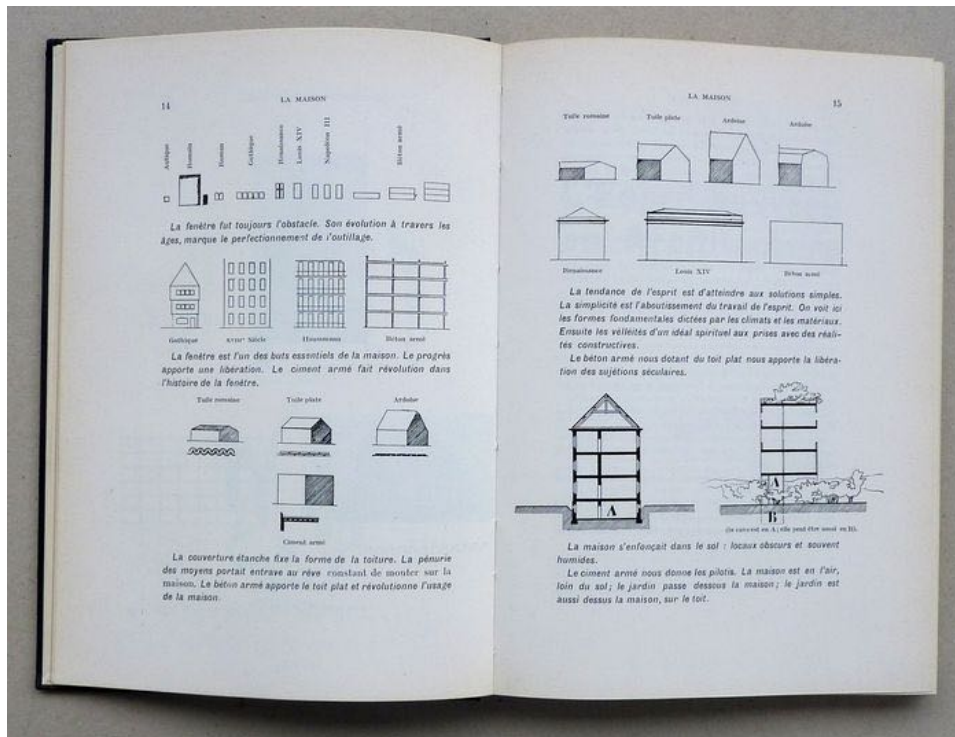 14
LA MAISON
Antique
Romain
Roman
Gothique
Renaissance
Louis XIV
Napoléon III
Béton armé
La fenêtre fut toujours l'obstacle. Son évolution à travers les
âges, marque le perfectionnement de l'outillage.
Gothique XVIIIe Siècle Haussmann Béton armé
La fenêtre est l'un des buts essentiels de la maison. Le progrès
apporte une libération. Le ciment armé fait révolution dans
l'histoire de la fenêtre.
Tuile romaine Tuile plate Ardoise
Ciment armé
La couverture étanche fixe la forme de la toiture. La pénurie
des moyens portait entrave au rêve constant de monter sur la
maison. Le béton armé apporte le toit plat et révolutionne l'usage
de la maison.
LA MAISON
15
Tuile romaine Tuile plate Ardoise Ardoise
Renaissance Louis XIV Béton armé
La tendance de l'esprit est d'atteindre aux solutions simples.
La simplicité est l'aboutissement du travail de l'esprit. On voit ici
les formes fondamentales dictées par les climats et les matériaux.
Ensuite les velléités d'un idéal spirituel aux prises avec des réali-
tés constructives.
Le béton armé nous dotant du toit plat nous apporte la libéra-
tion des sujétions séculaires.
A
A
B
(la cave est en A ; elle peut être aussi en B).
La maison s'enfonçait dans le sol : locaux obscurs et souvent
humides.
Le ciment armé nous donne les pilotis. La maison est en l'air,
loin du sol ; le jardin passe dessous la maison ; le jardin est
aussi dessus la maison, sur le toit.